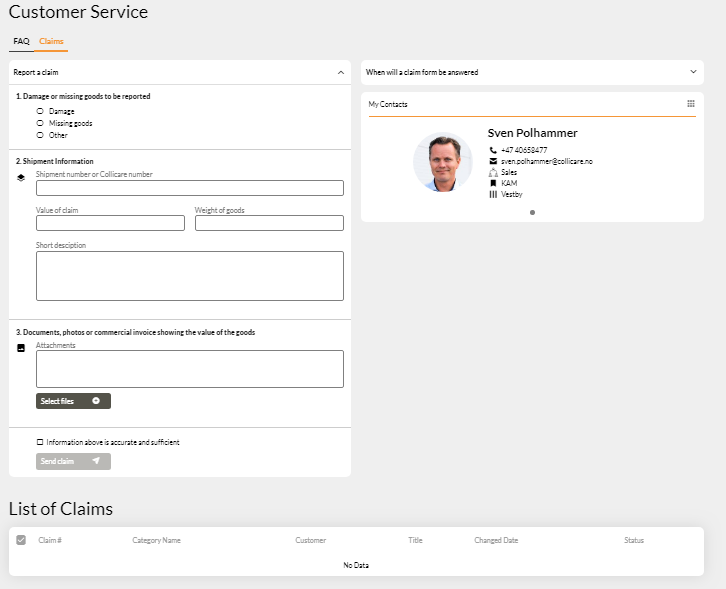 Customer Service
FAQ Claims
Report a claim
1. Damage or missing goods to be reported
Damage
Missing goods
Other
2. Shipment Information
Shipment number or Collicare number
Value of claim Weight of goods
Short desciption
3. Documents, photos or commercial invoice showing the value of the goods
Attachments
Select files
Information above is accurate and sufficient
Send claim
When will a claim form be answered
My Contacts
Sven Polhammer
+47 40658477
sven.polhammer@collicare.no
Sales
KAM
Vestby
List of Claims
Claim # Category Name Customer Title Changed Date Status
No Data